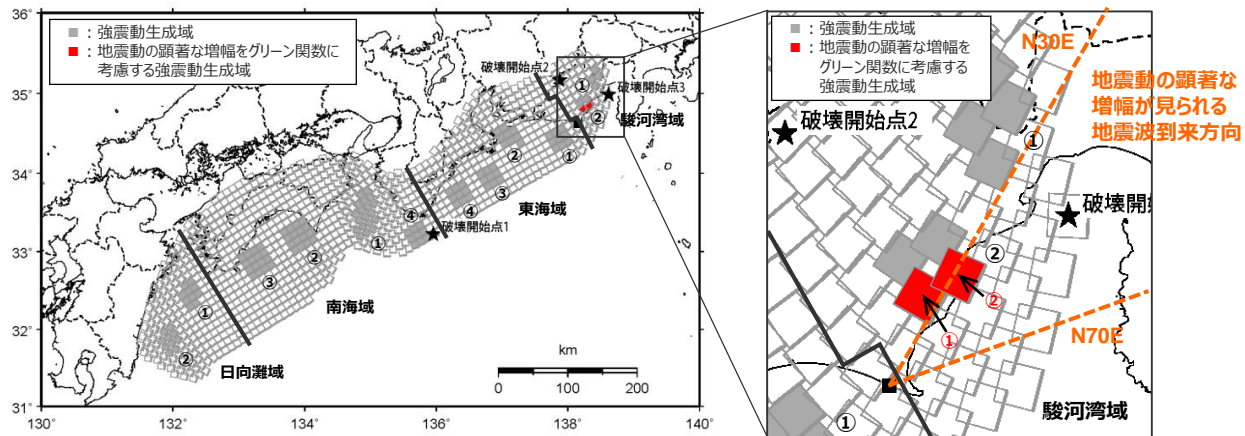 ■ ：強震動生成域
■ ：地震動の顕著な増幅をグリーン関数に
考慮する強震動生成域
36°
35°
34°
33°
32°
31°
130°
132°
134°
136°
138°
140°
破壊開始点2
破壊開始点3
①
②
駿河湾域
②
①
③
④
東海域
④
破壊開始点1
①
②
③
南海域
①
②
日向灘域
km
0
100
200
■ ：強震動生成域
■ ：地震動の顕著な増幅を
グリーン関数に考慮する
強震動生成域
N30E
地震動の顕著な
増幅が見られる
地震波到来方向
破壊開始点2
①
破壊開
②
②
①
N70E
駿河湾域
①